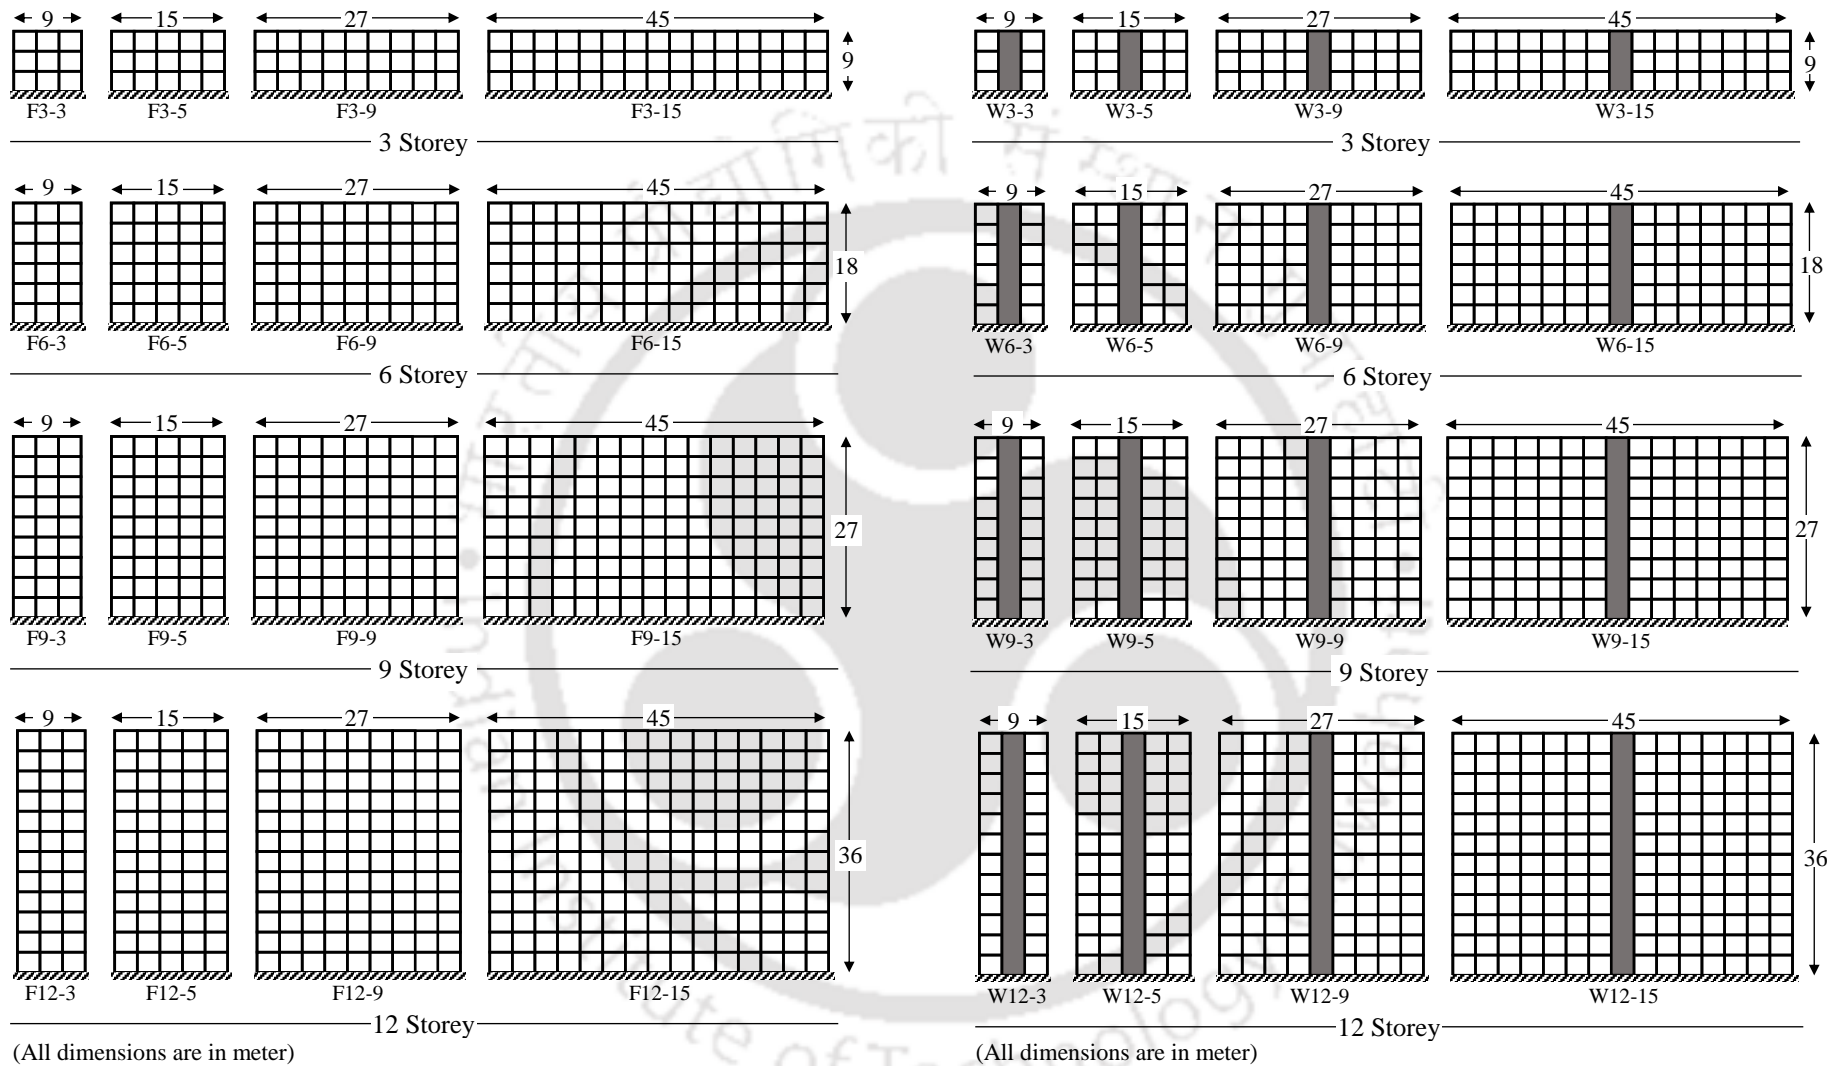 9 15 27 45
9
F3-3 F3-5 F3-9 F3-15
3 Storey
9 15 27 45
18
F6-3 F6-5 F6-9 F6-15
6 Storey
9 15 27 45
27
F9-3 F9-5 F9-9 F9-15
9 Storey
9 15 27 45
36
F12-3 F12-5 F12-9 F12-15
12 Storey
(All dimensions are in meter)
9 15 27 45
9
W3-3 W3-5 W3-9 W3-15
3 Storey
9 15 27 45
18
W6-3 W6-5 W6-9 W6-15
6 Storey
9 15 27 45
27
W9-3 W9-5 W9-9 W9-15
9 Storey
9 15 27 45
36
W12-3 W12-5 W12-9 W12-15
12 Storey
(All dimensions are in meter)
Institute of Technology